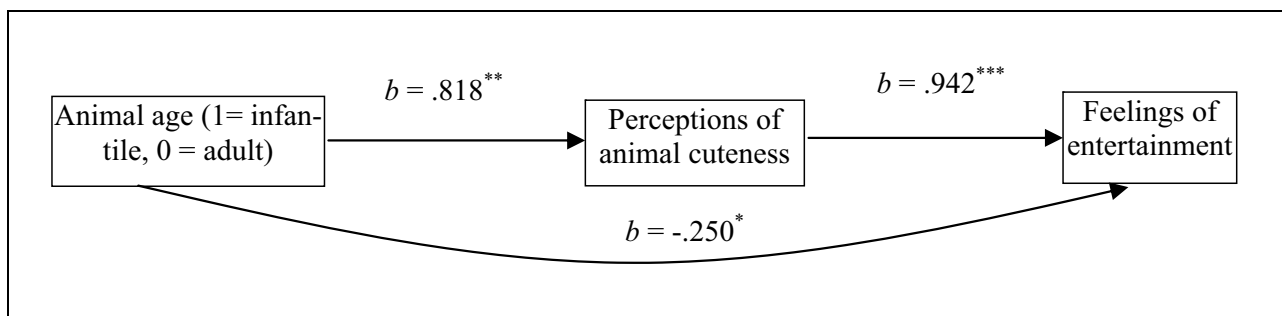 b = .818**
b = .942***
Animal age (1= infan-
tile, 0 = adult)
Perceptions of
animal cuteness
Feelings of
entertainment
b = -.250*